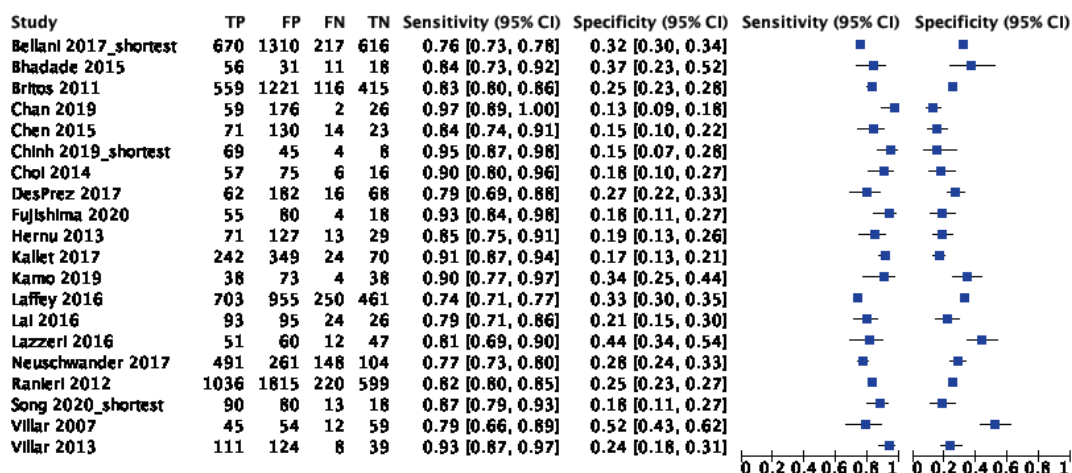 Study TP FP FN TN Sensitivity (95% CI) Specificity (95% CI) Sensitivity (95% CI) Specificity (95% CI)
Bellani 2017_shortest 670 1310 217 616 0.76 [0.73, 0.78] 0.32 [0.30, 0.34]
Bhadade 2015 56 31 11 18 0.84 [0.73, 0.92] 0.37 [0.23, 0.52]
Britos 2011 559 1221 116 415 0.83 [0.80, 0.86] 0.25 [0.23, 0.28]
Chan 2019 59 176 2 26 0.97 [0.89, 1.00] 0.13 [0.09, 0.18]
Chen 2015 71 130 14 23 0.84 [0.74, 0.91] 0.15 [0.10, 0.22]
Chinh 2019_shortest 69 45 4 8 0.95 [0.87, 0.98] 0.15 [0.07, 0.28]
Choi 2014 57 75 6 16 0.90 [0.80, 0.96] 0.18 [0.10, 0.27]
DesPrez 2017 62 182 16 68 0.79 [0.69, 0.88] 0.27 [0.22, 0.33]
Fujishima 2020 55 80 4 18 0.93 [0.84, 0.98] 0.18 [0.11, 0.27]
Hernu 2013 71 127 13 29 0.85 [0.75, 0.91] 0.19 [0.13, 0.26]
Kallet 2017 242 349 24 70 0.91 [0.87, 0.94] 0.17 [0.13, 0.21]
Kamo 2019 38 73 4 38 0.90 [0.77, 0.97] 0.34 [0.25, 0.44]
Laffey 2016 703 955 250 461 0.74 [0.71, 0.77] 0.33 [0.30, 0.35]
Lai 2016 93 95 24 26 0.79 [0.71, 0.86] 0.21 [0.15, 0.30]
Lazzeri 2016 51 60 12 47 0.81 [0.69, 0.90] 0.44 [0.34, 0.54]
Neuschwander 2017 491 261 148 104 0.77 [0.73, 0.80] 0.28 [0.24, 0.33]
Ranieri 2012 1036 1815 220 599 0.82 [0.80, 0.85] 0.25 [0.23, 0.27]
Song 2020_shortest 90 80 13 18 0.87 [0.79, 0.93] 0.18 [0.11, 0.27]
Villar 2007 45 54 12 59 0.79 [0.66, 0.89] 0.52 [0.43, 0.62]
Villar 2013 111 124 8 39 0.93 [0.87, 0.97] 0.24 [0.18, 0.31]
0 0.2 0.4 0.6 0.8 1 0 0.2 0.4 0.6 0.8 1